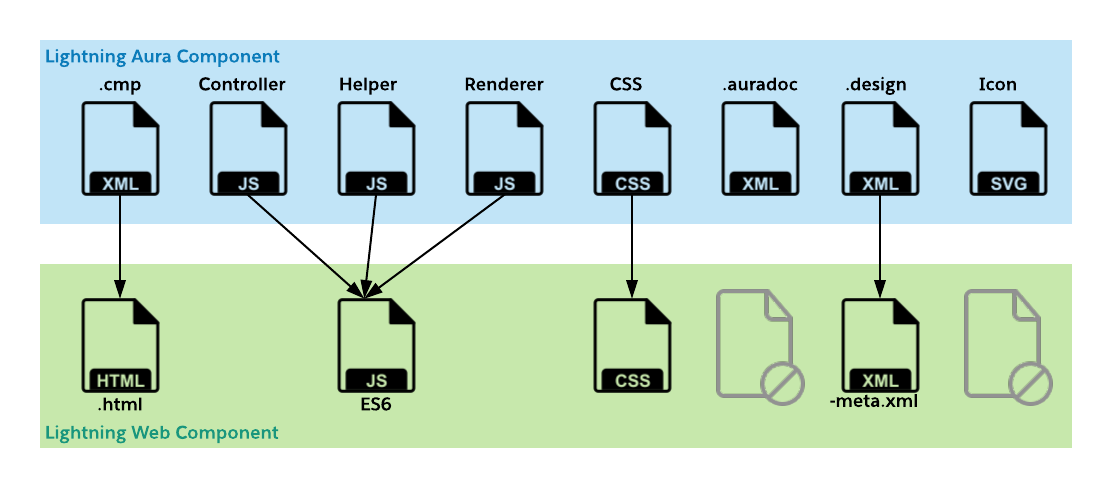 Lightning Aura Component
.cmp Controller Helper Renderer CSS .auradoc .design Icon
XML JS JS JS CSS XML XML SVG
HTML JS CSS XML
.html ES6 -meta.xml
Lightning Web Component